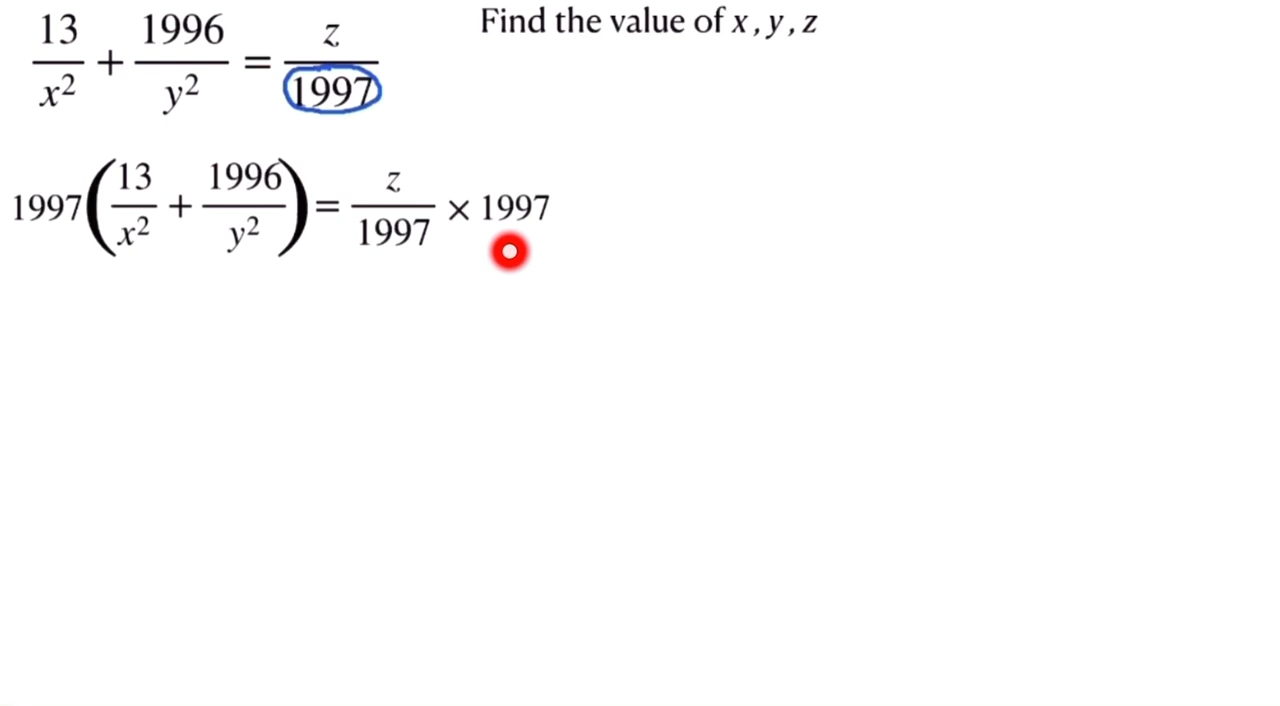 13/x² + 1996/y² = z/1997
Find the value of x, y, z
1997(13/x² + 1996/y²) = z/1997 × 1997